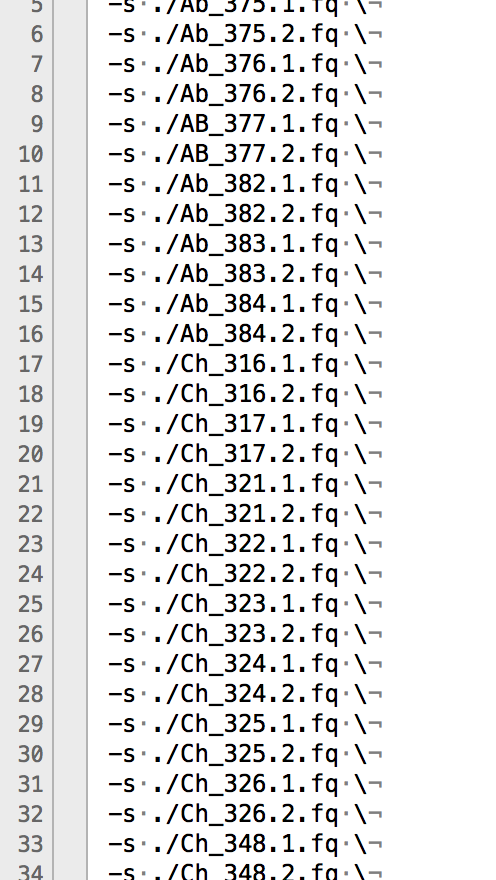 5 -s ./Ab_375.1.fq \¬
6 -s·./Ab_375.2.fq·\¬
7 -s·./Ab_376.1.fq·\¬
8 -s·./Ab_376.2.fq·\¬
9 -s·./AB_377.1.fq·\¬
10 -s·./AB_377.2.fq·\¬
11 -s·./Ab_382.1.fq·\¬
12 -s·./Ab_382.2.fq·\¬
13 -s·./Ab_383.1.fq·\¬
14 -s·./Ab_383.2.fq·\¬
15 -s·./Ab_384.1.fq·\¬
16 -s·./Ab_384.2.fq·\¬
17 -s·./Ch_316.1.fq·\¬
18 -s·./Ch_316.2.fq·\¬
19 -s·./Ch_317.1.fq·\¬
20 -s·./Ch_317.2.fq·\¬
21 -s·./Ch_321.1.fq·\¬
22 -s·./Ch_321.2.fq·\¬
23 -s·./Ch_322.1.fq·\¬
24 -s·./Ch_322.2.fq·\¬
25 -s·./Ch_323.1.fq·\¬
26 -s·./Ch_323.2.fq·\¬
27 -s·./Ch_324.1.fq·\¬
28 -s·./Ch_324.2.fq·\¬
29 -s·./Ch_325.1.fq·\¬
30 -s·./Ch_325.2.fq·\¬
31 -s·./Ch_326.1.fq·\¬
32 -s·./Ch_326.2.fq·\¬
33 -s·./Ch_348.1.fq·\¬
34 -s·./Ch_348.2.fq·\¬